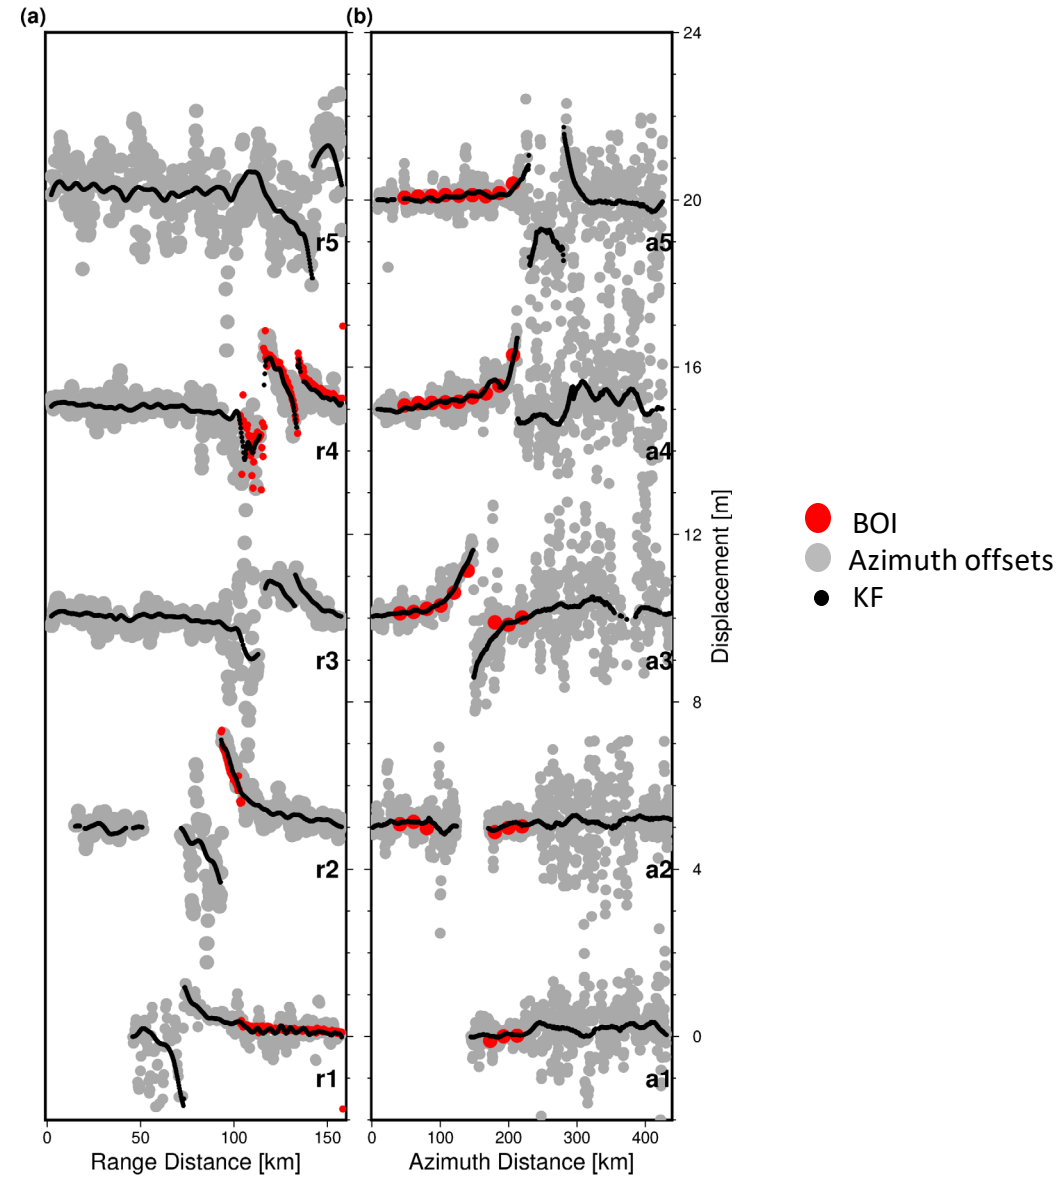 (a)
(b)
24
20
16
12
8
4
0
Displacement [m]
r5
r4
r3
r2
r1
a5
a4
a3
a2
a1
0 50 100 150
Range Distance [km]
0 100 200 300 400
Azimuth Distance [km]
BOI
Azimuth offsets
KF